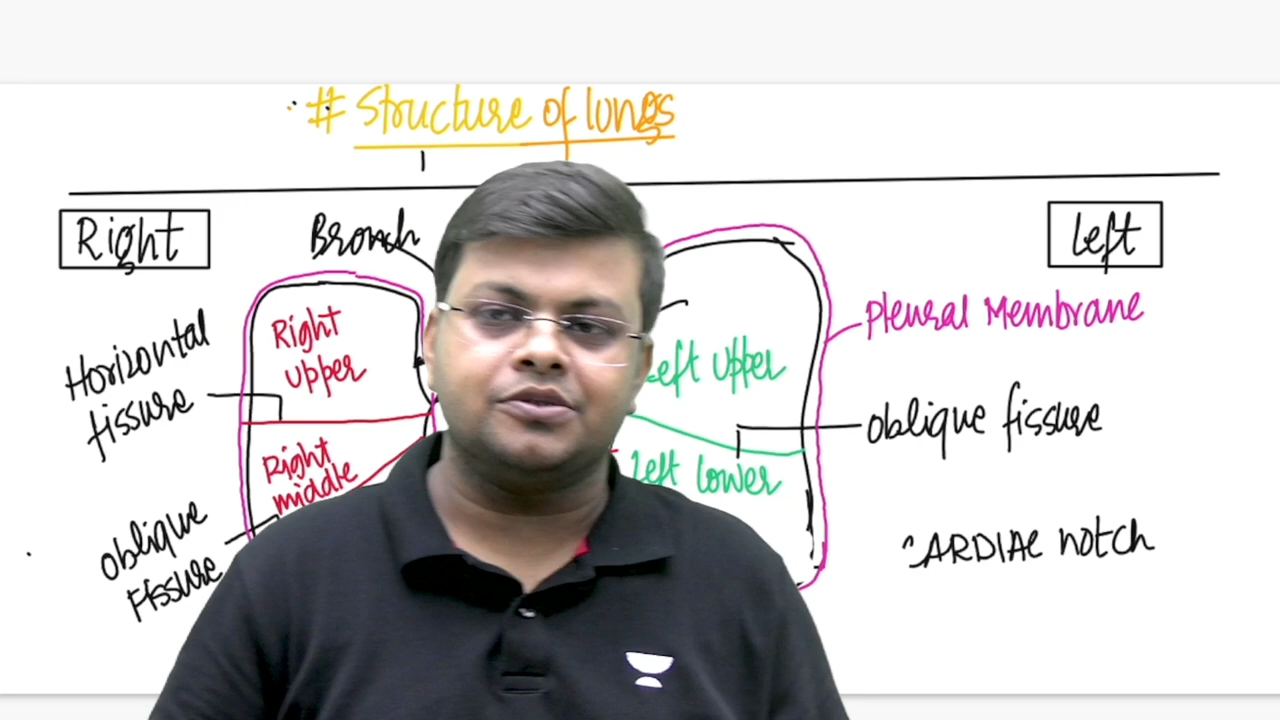 # Structure of lungs
Right
Left
Bronch
Pleural Membrane
Horizontal
fissure
Right
upper
Left Upper
oblique fissure
Right
middle
Left lower
oblique
Fissure
CARDIAC notch